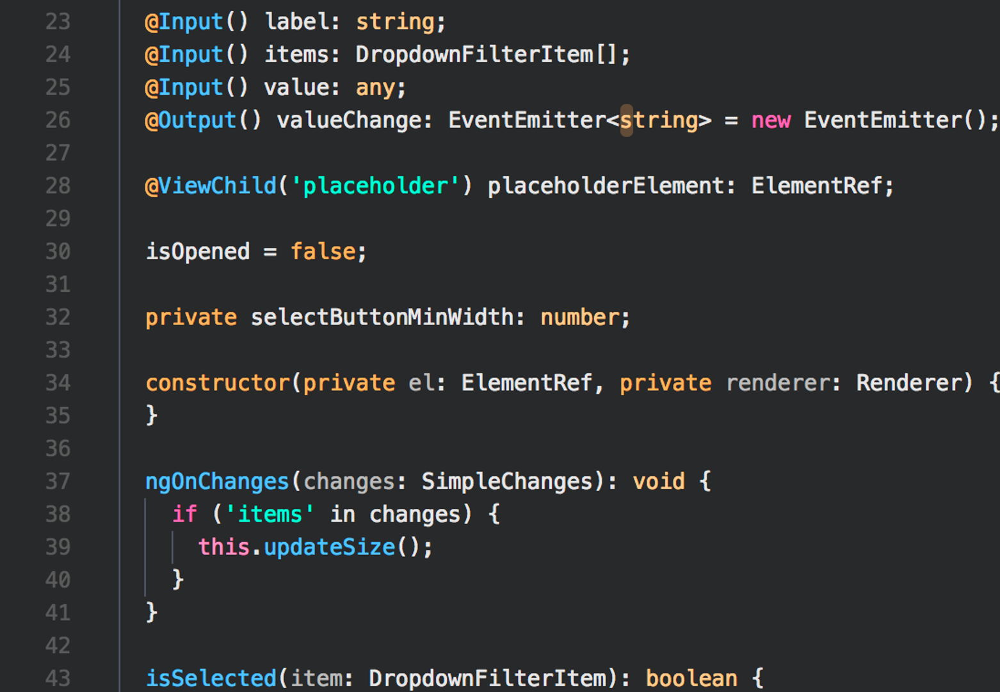 23 @Input() label: string;
24 @Input() items: DropdownFilterItem[];
25 @Input() value: any;
26 @Output() valueChange: EventEmitter<string> = new EventEmitter();
27
28 @ViewChild('placeholder') placeholderElement: ElementRef;
29
30 isOpened = false;
31
32 private selectButtonMinWidth: number;
33
34 constructor(private el: ElementRef, private renderer: Renderer) {
35 }
36
37 ngOnChanges(changes: SimpleChanges): void {
38 if ('items' in changes) {
39 this.updateSize();
40 }
41 }
42
43 isSelected(item: DropdownFilterItem): boolean {